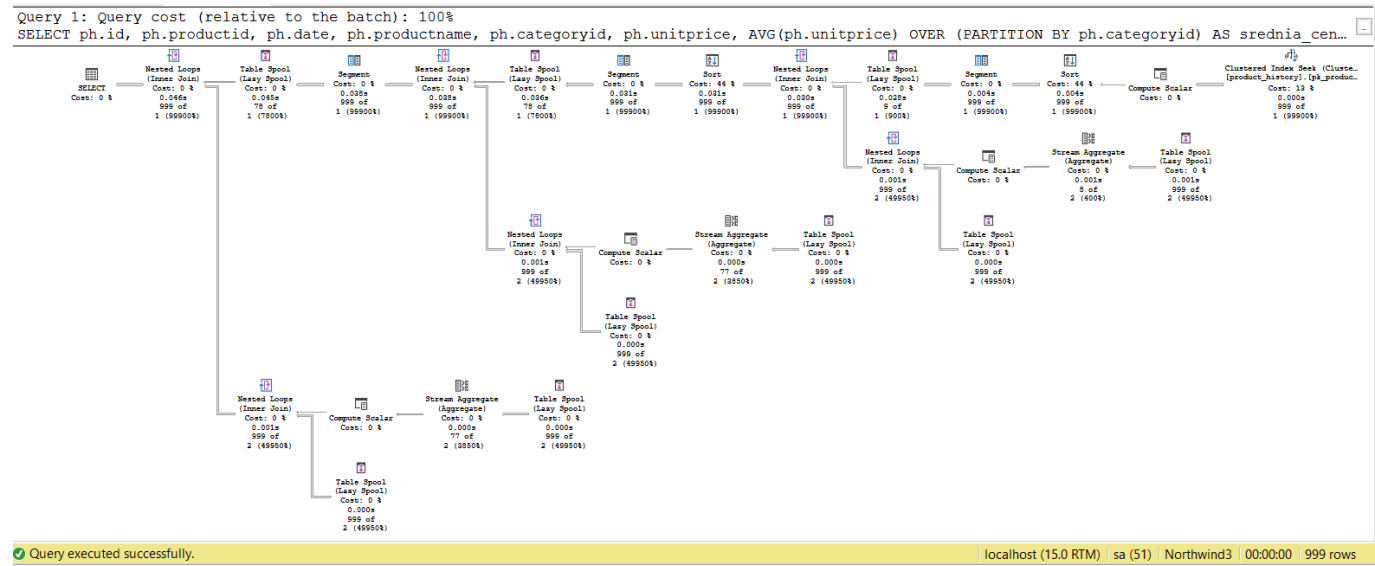 Query 1: Query cost (relative to the batch): 100%
SELECT ph.id, ph.productid, ph.date, ph.productname, ph.categoryid, ph.unitprice, AVG(ph.unitprice) OVER (PARTITION BY ph.categoryid) AS srednia_cen…
SELECT
Cost: 0 %
Nested Loops
(Inner Join)
Cost: 0 %
0.046s
999 of
1 (99900%)
Table Spool
(Lazy Spool)
Cost: 0 %
0.045s
78 of
1 (7800%)
Segment
Cost: 0 %
0.038s
999 of
1 (99900%)
Nested Loops
(Inner Join)
Cost: 0 %
0.038s
999 of
1 (99900%)
Table Spool
(Lazy Spool)
Cost: 0 %
0.036s
78 of
1 (7800%)
Segment
Cost: 0 %
0.031s
999 of
1 (99900%)
Sort
Cost: 44 %
0.031s
999 of
1 (99900%)
Nested Loops
(Inner Join)
Cost: 0 %
0.030s
999 of
1 (99900%)
Table Spool
(Lazy Spool)
Cost: 0 %
0.028s
9 of
1 (900%)
Segment
Cost: 0 %
0.004s
999 of
1 (99900%)
Sort
Cost: 44 %
0.004s
999 of
1 (99900%)
Compute Scalar
Cost: 0 %
Clustered Index Seek (Cluste…
[product_history].[pk_produc…
Cost: 13 %
0.000s
999 of
1 (99900%)
Nested Loops
(Inner Join)
Cost: 0 %
0.001s
999 of
2 (49950%)
Compute Scalar
Cost: 0 %
Stream Aggregate
(Aggregate)
Cost: 0 %
0.001s
8 of
2 (400%)
Table Spool
(Lazy Spool)
Cost: 0 %
0.001s
999 of
2 (49950%)
Nested Loops
(Inner Join)
Cost: 0 %
0.001s
999 of
2 (49950%)
Compute Scalar
Cost: 0 %
Stream Aggregate
(Aggregate)
Cost: 0 %
0.000s
77 of
2 (3850%)
Table Spool
(Lazy Spool)
Cost: 0 %
0.000s
999 of
2 (49950%)
Table Spool
(Lazy Spool)
Cost: 0 %
0.000s
999 of
2 (49950%)
Table Spool
(Lazy Spool)
Cost: 0 %
0.000s
999 of
2 (49950%)
Nested Loops
(Inner Join)
Cost: 0 %
0.001s
999 of
2 (49950%)
Compute Scalar
Cost: 0 %
Stream Aggregate
(Aggregate)
Cost: 0 %
0.000s
77 of
2 (3850%)
Table Spool
(Lazy Spool)
Cost: 0 %
0.000s
999 of
2 (49950%)
Table Spool
(Lazy Spool)
Cost: 0 %
0.000s
999 of
2 (49950%)
Query executed successfully.
localhost (15.0 RTM) sa (51) Northwind3 00:00:00 999 rows